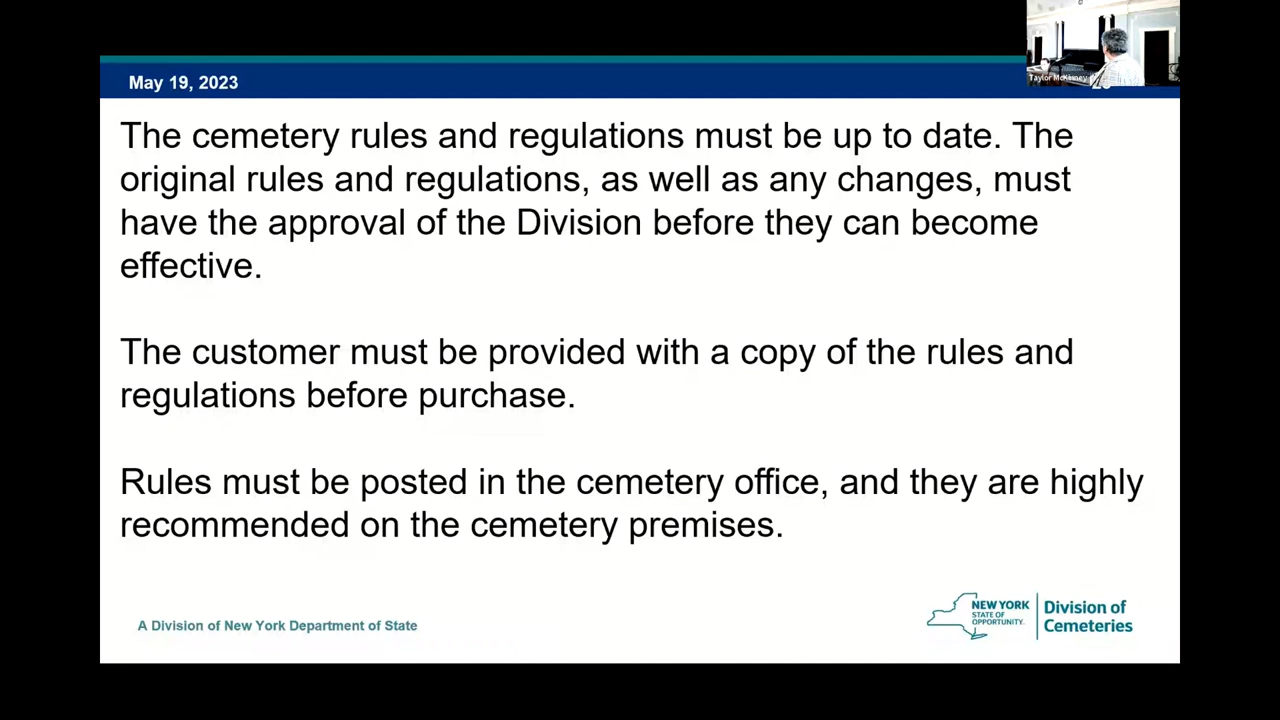 May 19, 2023
Taylor McKinney
The cemetery rules and regulations must be up to date. The
original rules and regulations, as well as any changes, must
have the approval of the Division before they can become
effective.
The customer must be provided with a copy of the rules and
regulations before purchase.
Rules must be posted in the cemetery office, and they are highly
recommended on the cemetery premises.
A Division of New York Department of State
NEW YORK
STATE OF
OPPORTUNITY.
Division of
Cemeteries